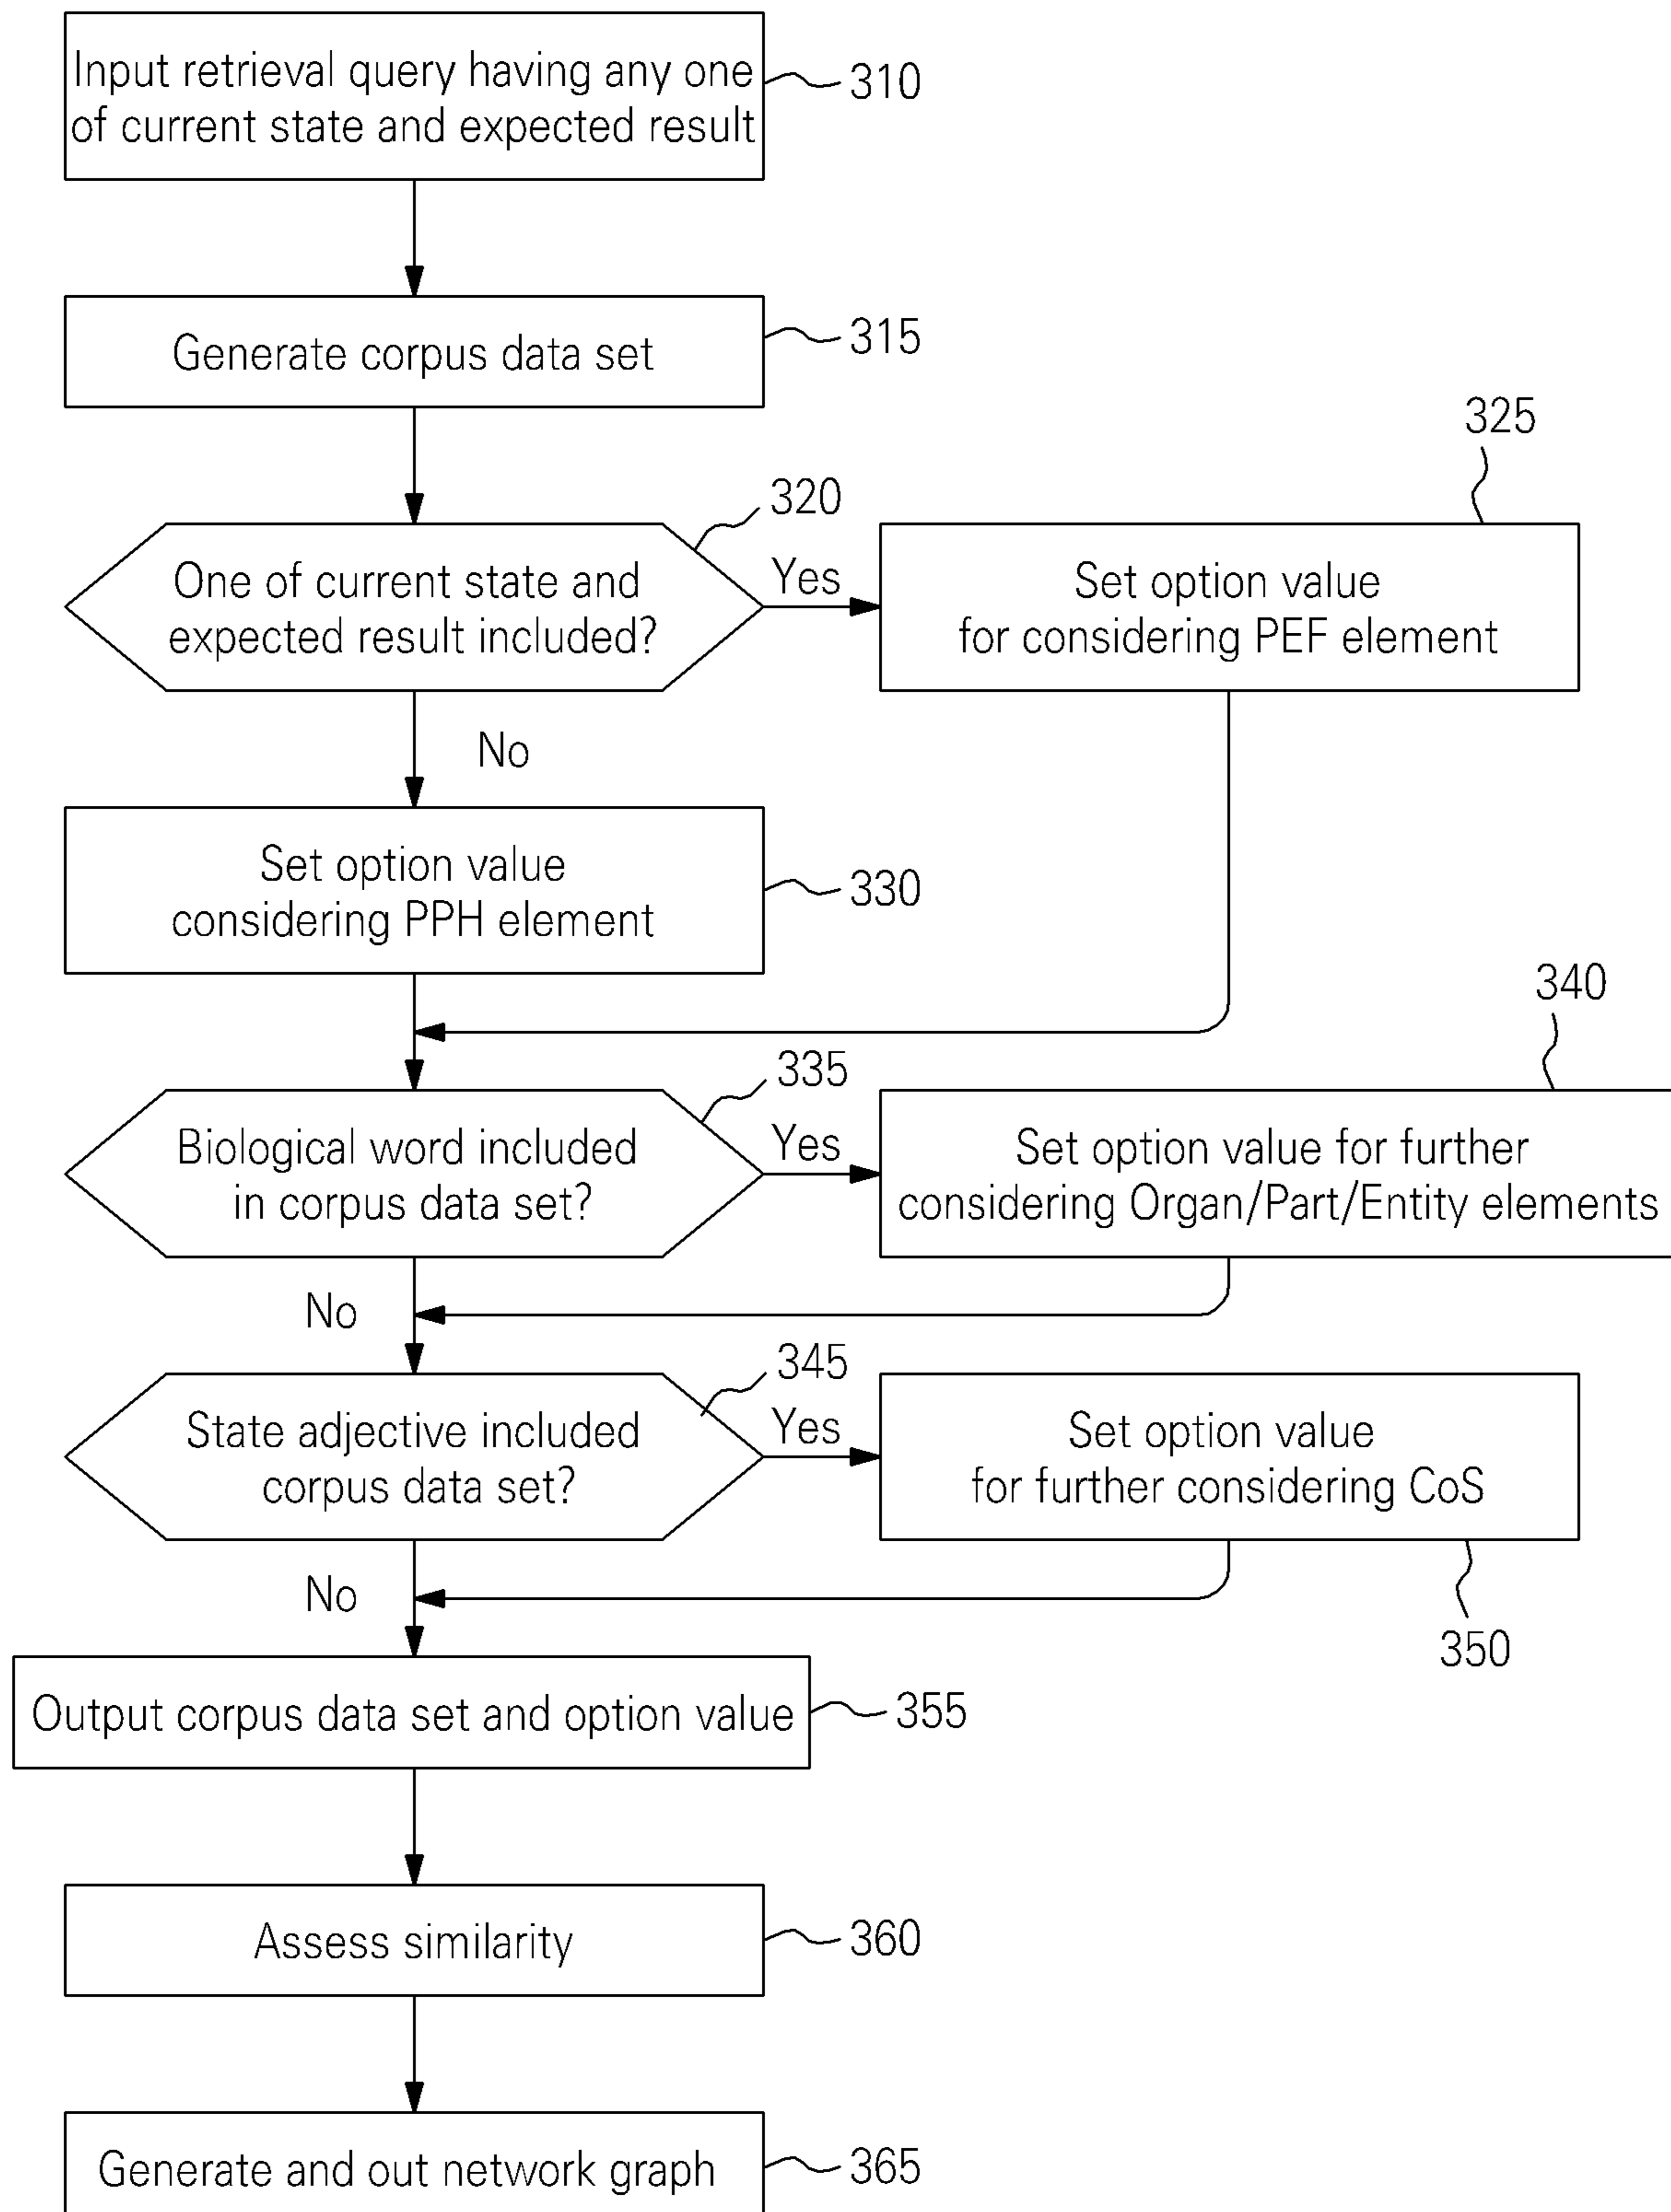 Input retrieval query having any one
of current state and expected result
310
Generate corpus data set
315
325
320
One of current state and
expected result included?
Yes
Set option value
for considering PEF element
No
Set option value
considering PPH element
330
340
335
Biological word included
in corpus data set?
Yes
Set option value for further
considering Organ/Part/Entity elements
No
345
State adjective included
corpus data set?
Yes
Set option value
for further considering CoS
No
350
Output corpus data set and option value
355
Assess similarity
360
Generate and out network graph
365